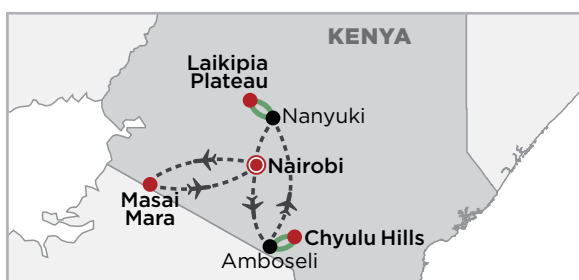 KENYA
Laikipia
Plateau
Nanyuki
Nairobi
Masai
Mara
Chyulu Hills
Amboseli